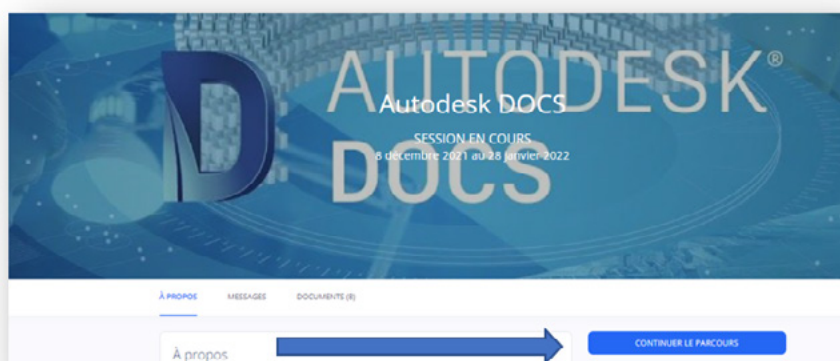 AUTODESK®
DOCS
Autodesk DOCS
SESSION EN COURS
8 décembre 2021 au 28 janvier 2022
À PROPOS
MESSAGES
DOCUMENTS (8)
À propos
CONTINUER LE PARCOURS